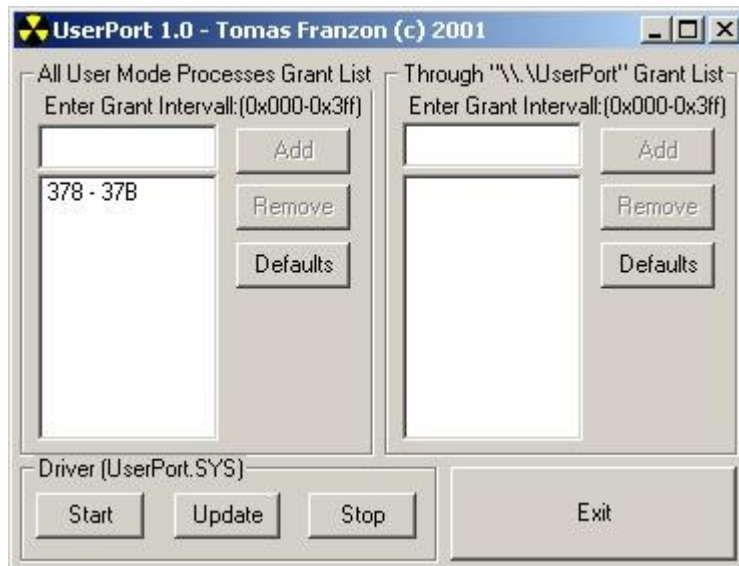 UserPort 1.0 - Tomas Franzon (c) 2001
All User Mode Processes Grant List
Enter Grant Intervall:(0x000-0x3ff)
Add
378 - 37B
Remove
Defaults
Through "\\.\UserPort" Grant List
Enter Grant Intervall:(0x000-0x3ff)
Add
Remove
Defaults
Driver (UserPort.SYS)
Start
Update
Stop
Exit